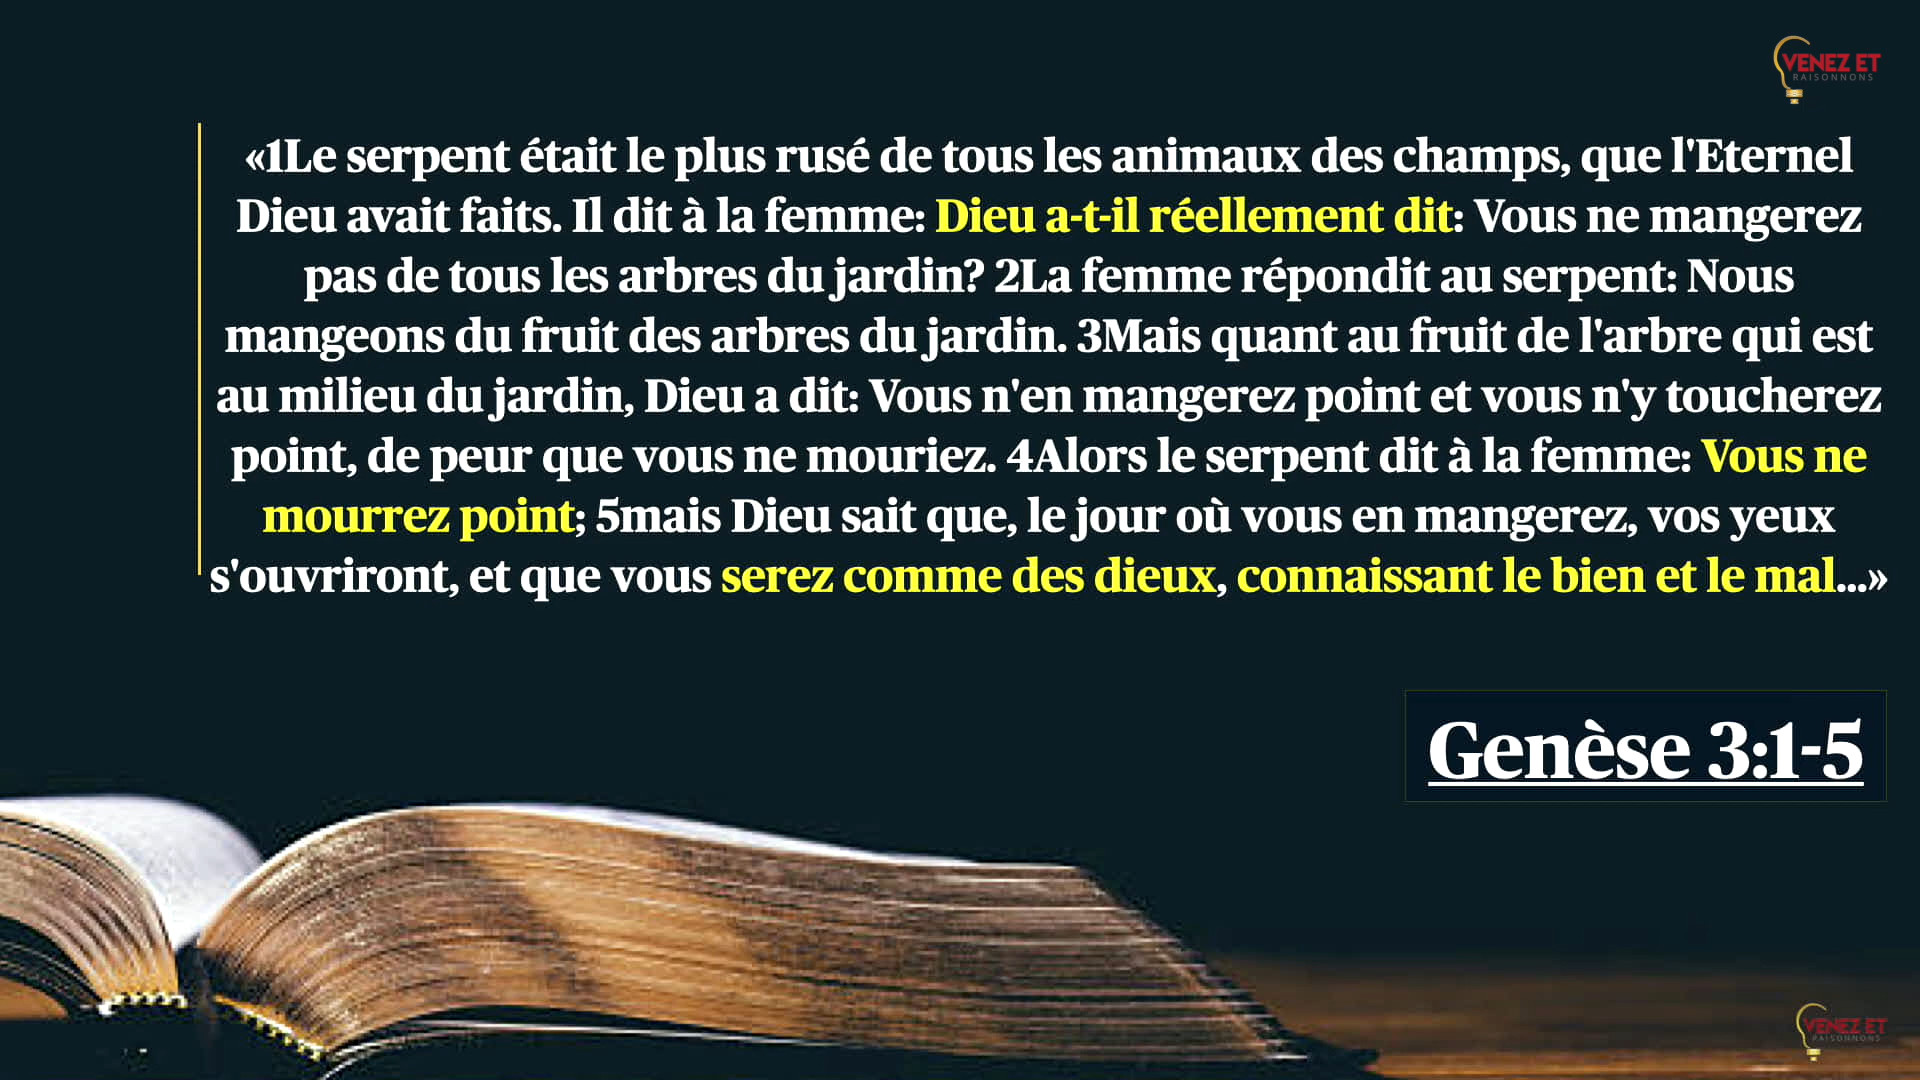 VENEZ ET
RAISONNONS
«1Le serpent était le plus rusé de tous les animaux des champs, que l'Eternel
Dieu avait faits. Il dit à la femme: Dieu a-t-il réellement dit: Vous ne mangerez
pas de tous les arbres du jardin? 2La femme répondit au serpent: Nous
mangeons du fruit des arbres du jardin. 3Mais quant au fruit de l'arbre qui est
au milieu du jardin, Dieu a dit: Vous n'en mangerez point et vous n'y toucherez
point, de peur que vous ne mouriez. 4Alors le serpent dit à la femme: Vous ne
mourrez point; 5mais Dieu sait que, le jour où vous en mangerez, vos yeux
s'ouvriront, et que vous serez comme des dieux, connaissant le bien et le mal...»
Genèse 3:1-5
VENEZ ET
RAISONNONS